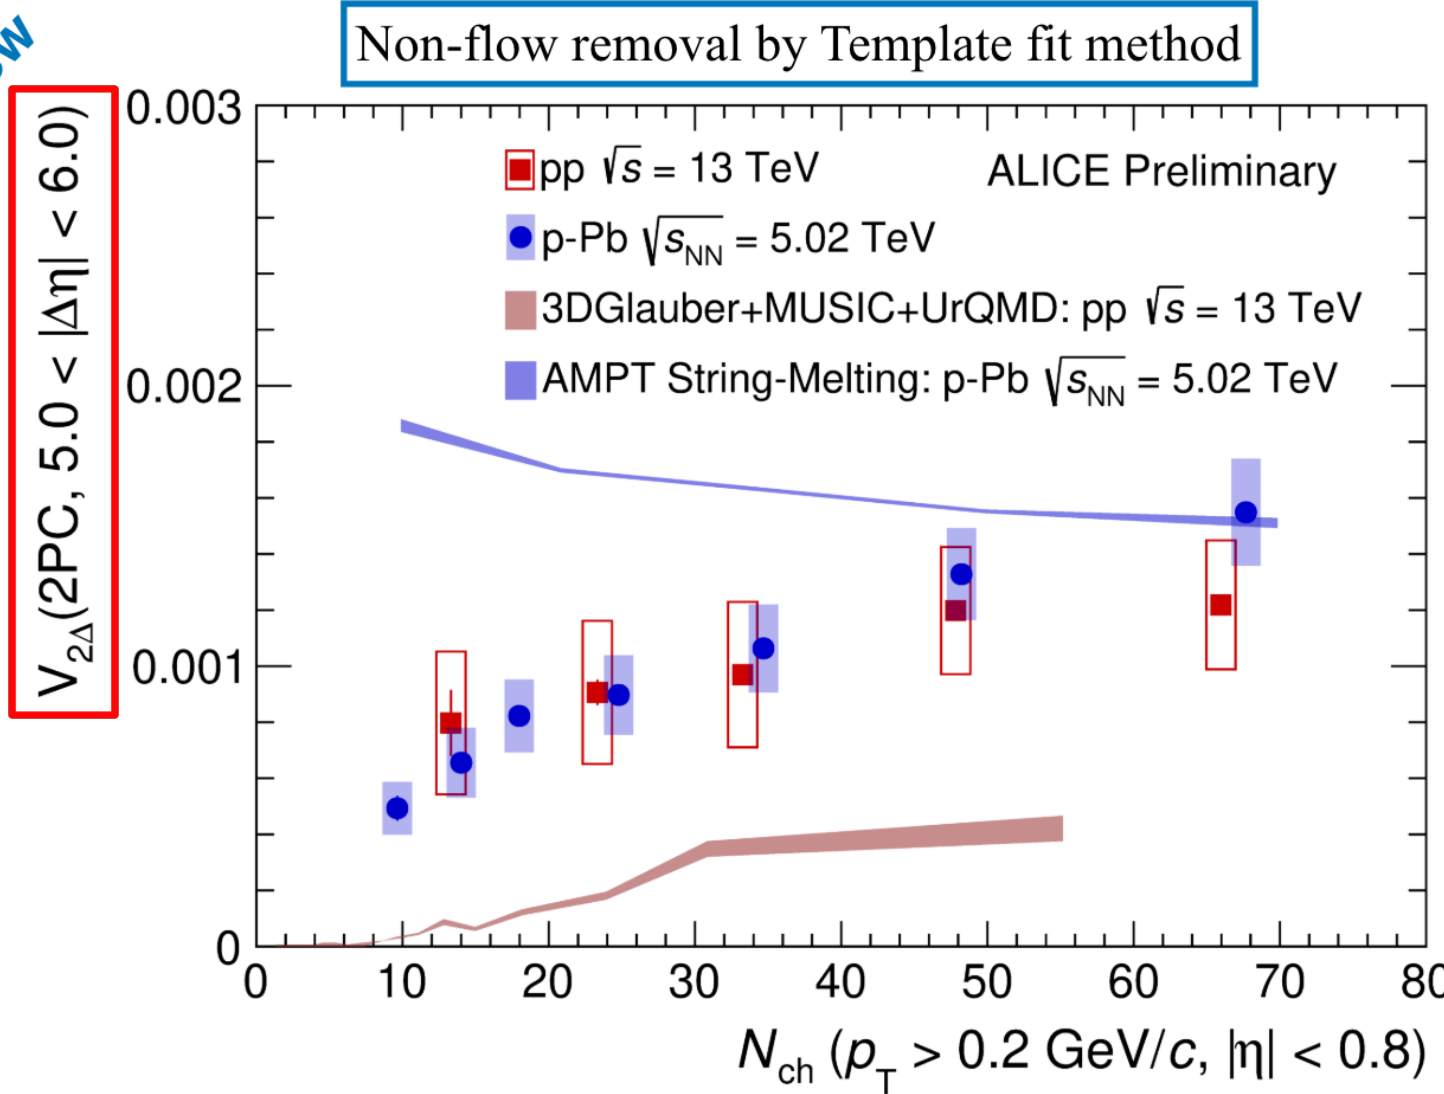 Non-flow removal by Template fit method
V2Δ(2PC, 5.0 < |Δη| < 6.0)
0.003
0.002
0.001
0
pp √s = 13 TeV
ALICE Preliminary
p-Pb √sNN = 5.02 TeV
3DGlauber+MUSIC+UrQMD: pp √s = 13 TeV
AMPT String-Melting: p-Pb √sNN = 5.02 TeV
0 10 20 30 40 50 60 70 80
Nch (pT > 0.2 GeV/c, |η| < 0.8)